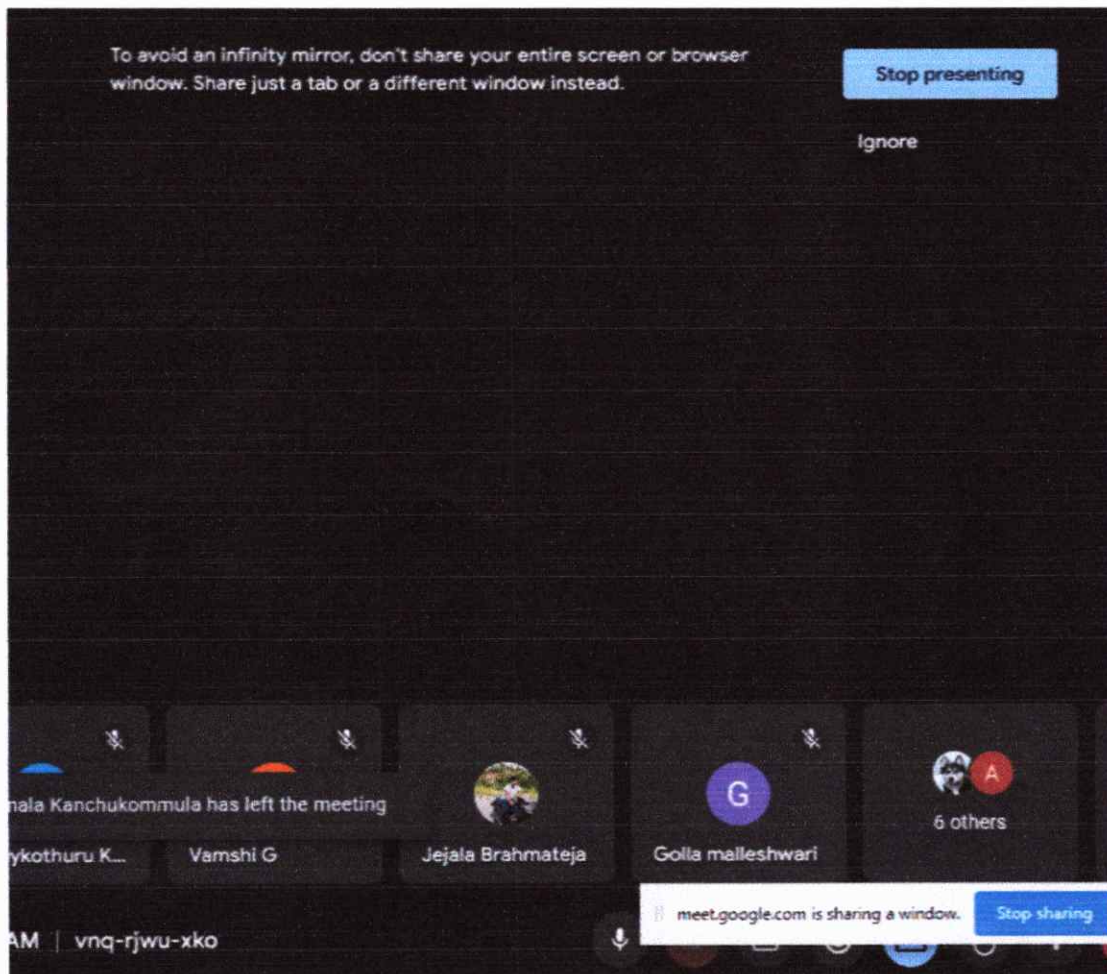 To avoid an infinity mirror, don't share your entire screen or browser
window. Share just a tab or a different window instead.
Stop presenting
Ignore
nala Kanchukommula has left the meeting
A
G
6 others
ykothuru K...
Vamshi G
Jejala Brahmateja
Golla malleshwari
meet.google.com is sharing a window.
Stop sharing
AM | vnq-rjwu-xko